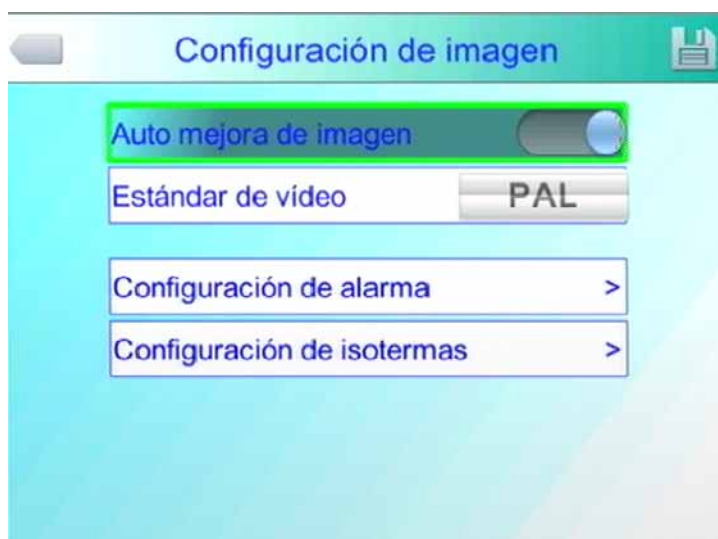 Configuración de imagen
Auto mejora de imagen
Estándar de vídeo PAL
Configuración de alarma >
Configuración de isotermas >